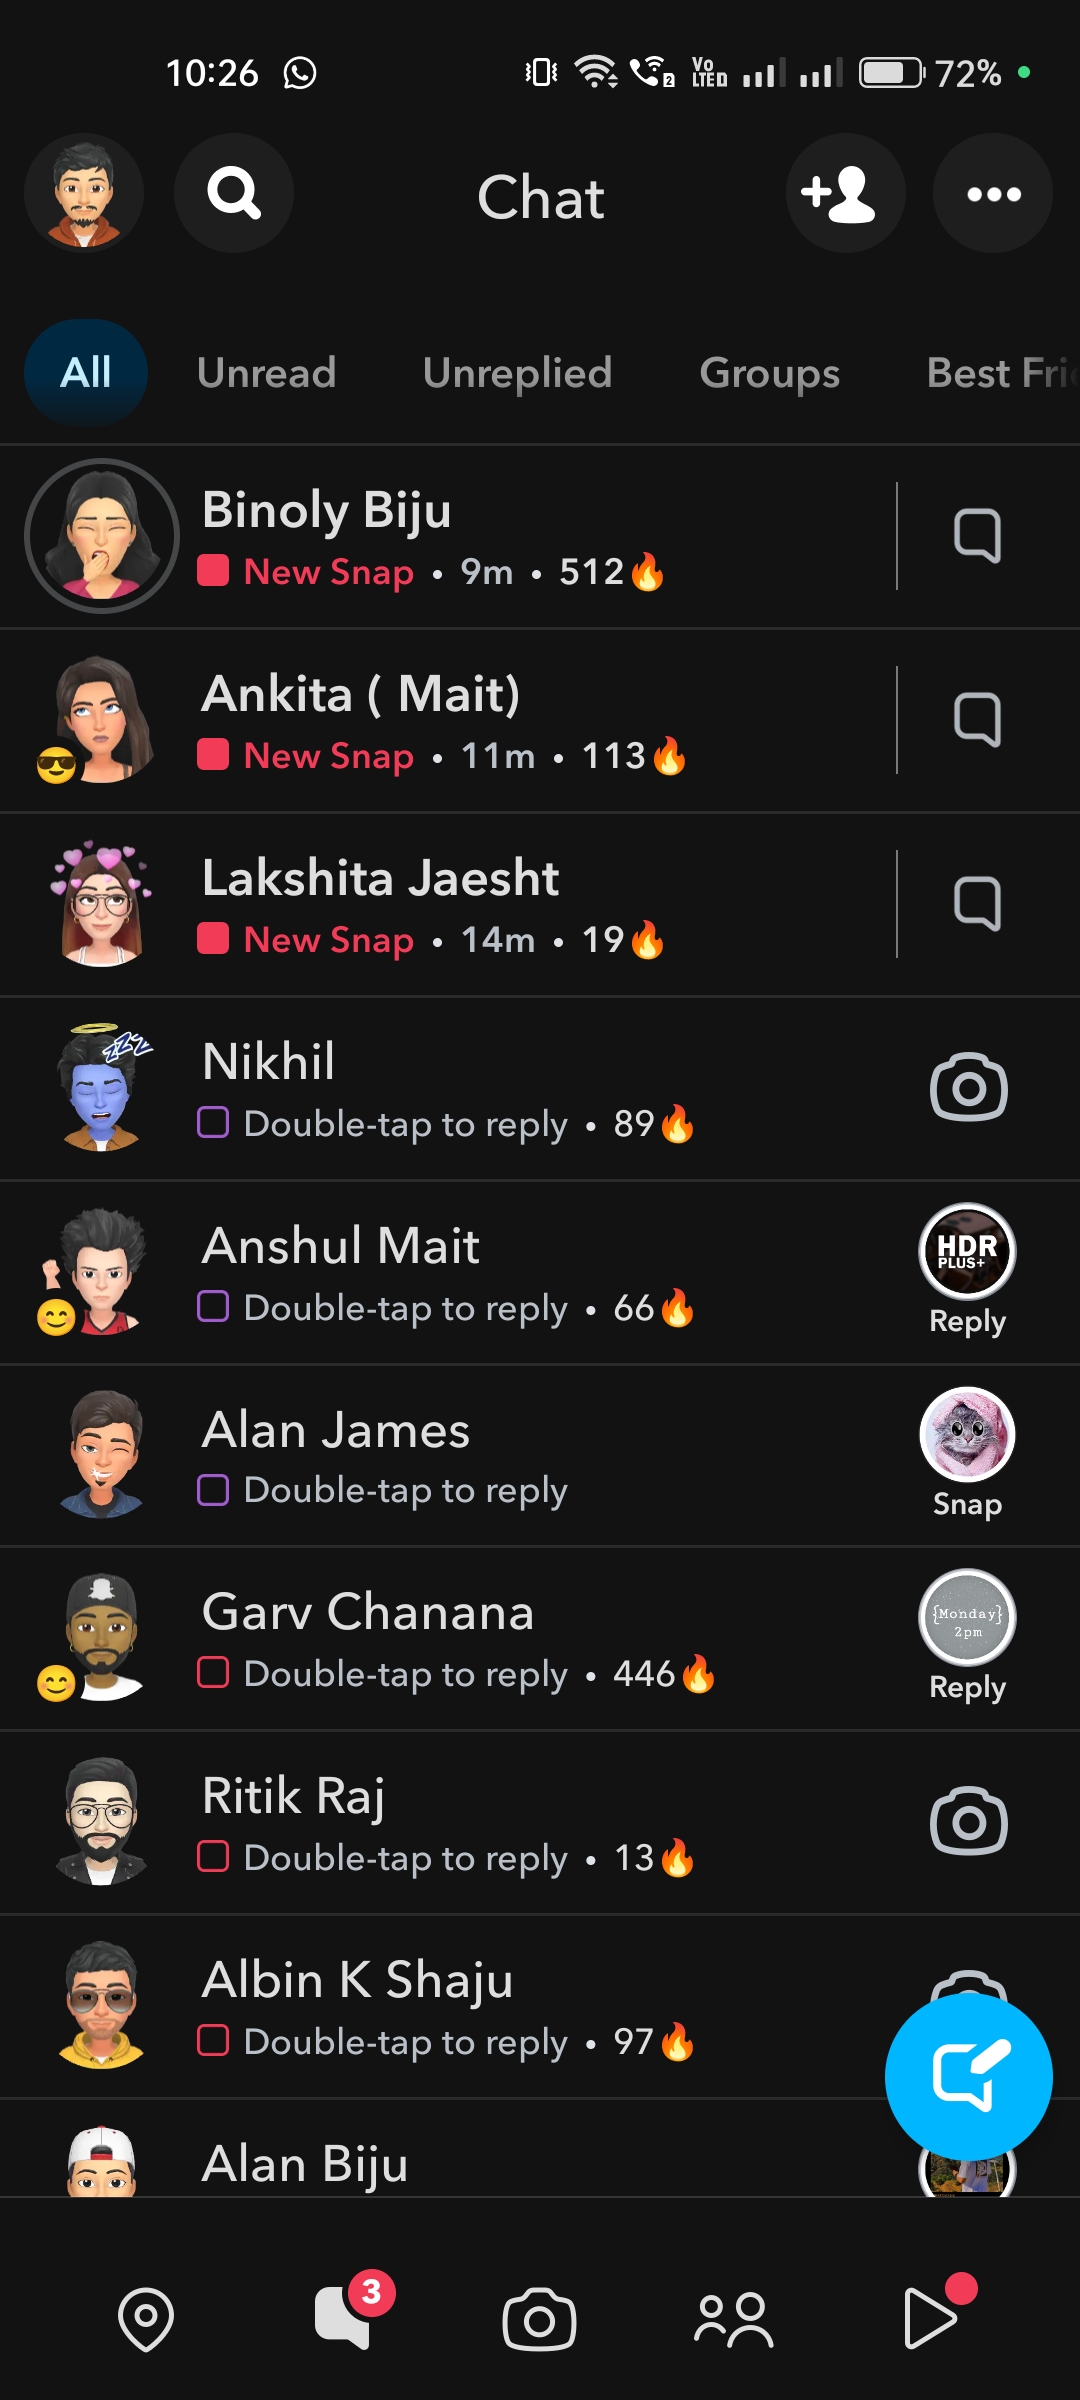 10:26
Vo LTED 2 72%
Chat
All Unread Unreplied Groups Best Frie
Binoly Biju
New Snap • 9m • 512🔥
Ankita ( Mait)
New Snap • 11m • 113🔥
Lakshita Jaesht
New Snap • 14m • 19🔥
Nikhil
Double-tap to reply • 89🔥
Anshul Mait
Double-tap to reply • 66🔥
HDR
PLUS+
Reply
Alan James
Double-tap to reply
Snap
Garv Chanana
Double-tap to reply • 446🔥
{Monday}
2pm
Reply
Ritik Raj
Double-tap to reply • 13🔥
Albin K Shaju
Double-tap to reply • 97🔥
Alan Biju
3